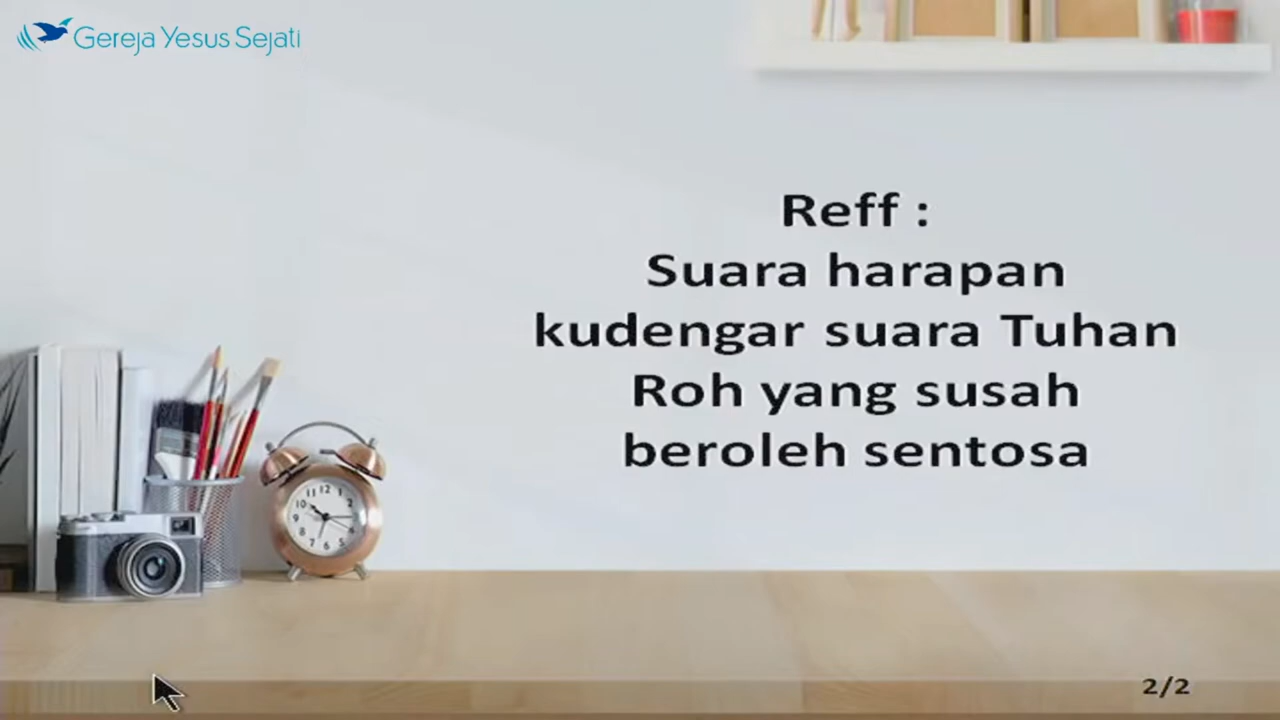 Gereja Yesus Sejati
Reff :
Suara harapan
kudengar suara Tuhan
Roh yang susah
beroleh sentosa
2/2